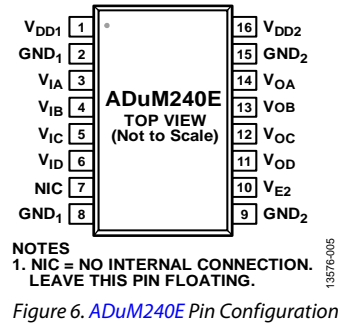 VDD1 1 16 VDD2
GND1 2 15 GND2
VIA 3 14 VOA
VIB 4 ADuM240E 13 VOB
TOP VIEW
VIC 5 (Not to Scale) 12 VOC
VID 6 11 VOD
NIC 7 10 VE2
GND1 8 9 GND2
NOTES
1. NIC = NO INTERNAL CONNECTION.
LEAVE THIS PIN FLOATING.
13576-005
Figure 6. ADuM240E Pin Configuration